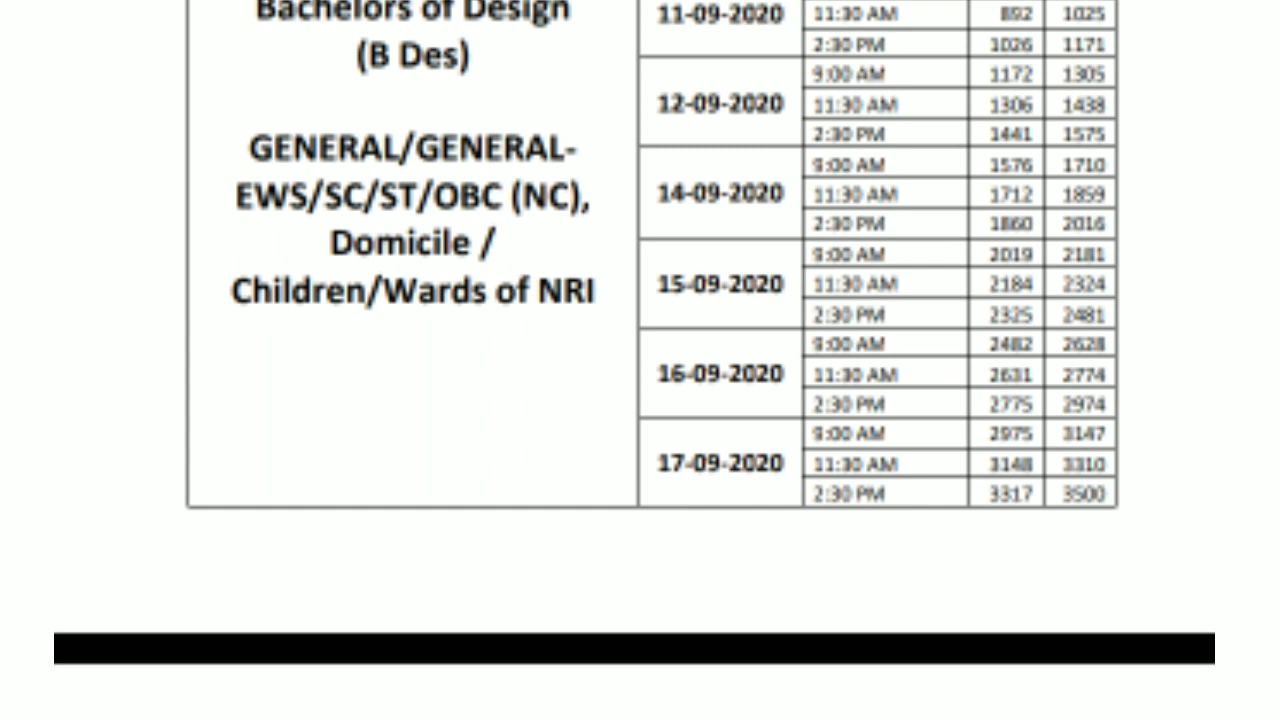 Bachelors of Design
(B Des)
GENERAL/GENERAL-
EWS/SC/ST/OBC (NC),
Domicile /
Children/Wards of NRI
11-09-2020
11:30 AM 892 1025
2:30 PM 1026 1171
12-09-2020
9:00 AM 1172 1305
11:30 AM 1306 1438
2:30 PM 1441 1575
14-09-2020
9:00 AM 1576 1710
11:30 AM 1712 1859
2:30 PM 1860 2016
15-09-2020
9:00 AM 2019 2181
11:30 AM 2184 2324
2:30 PM 2325 2481
16-09-2020
9:00 AM 2482 2628
11:30 AM 2631 2774
2:30 PM 2775 2974
17-09-2020
9:00 AM 2975 3147
11:30 AM 3148 3310
2:30 PM 3317 3500